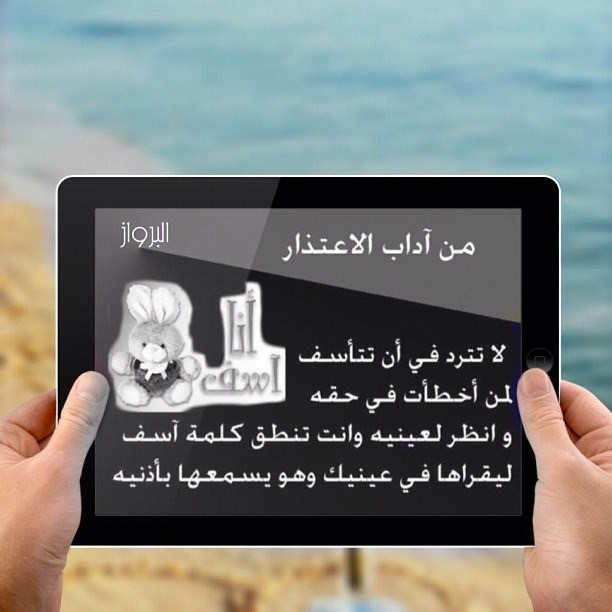 البرواز
من آداب الاعتذار
أنا
آسف
لا تترد في أن تتأسف
لمن أخطأت في حقه
و انظر لعينيه وانت تنطق كلمة آسف
ليقراها في عينيك وهو يسمعها بأذنيه